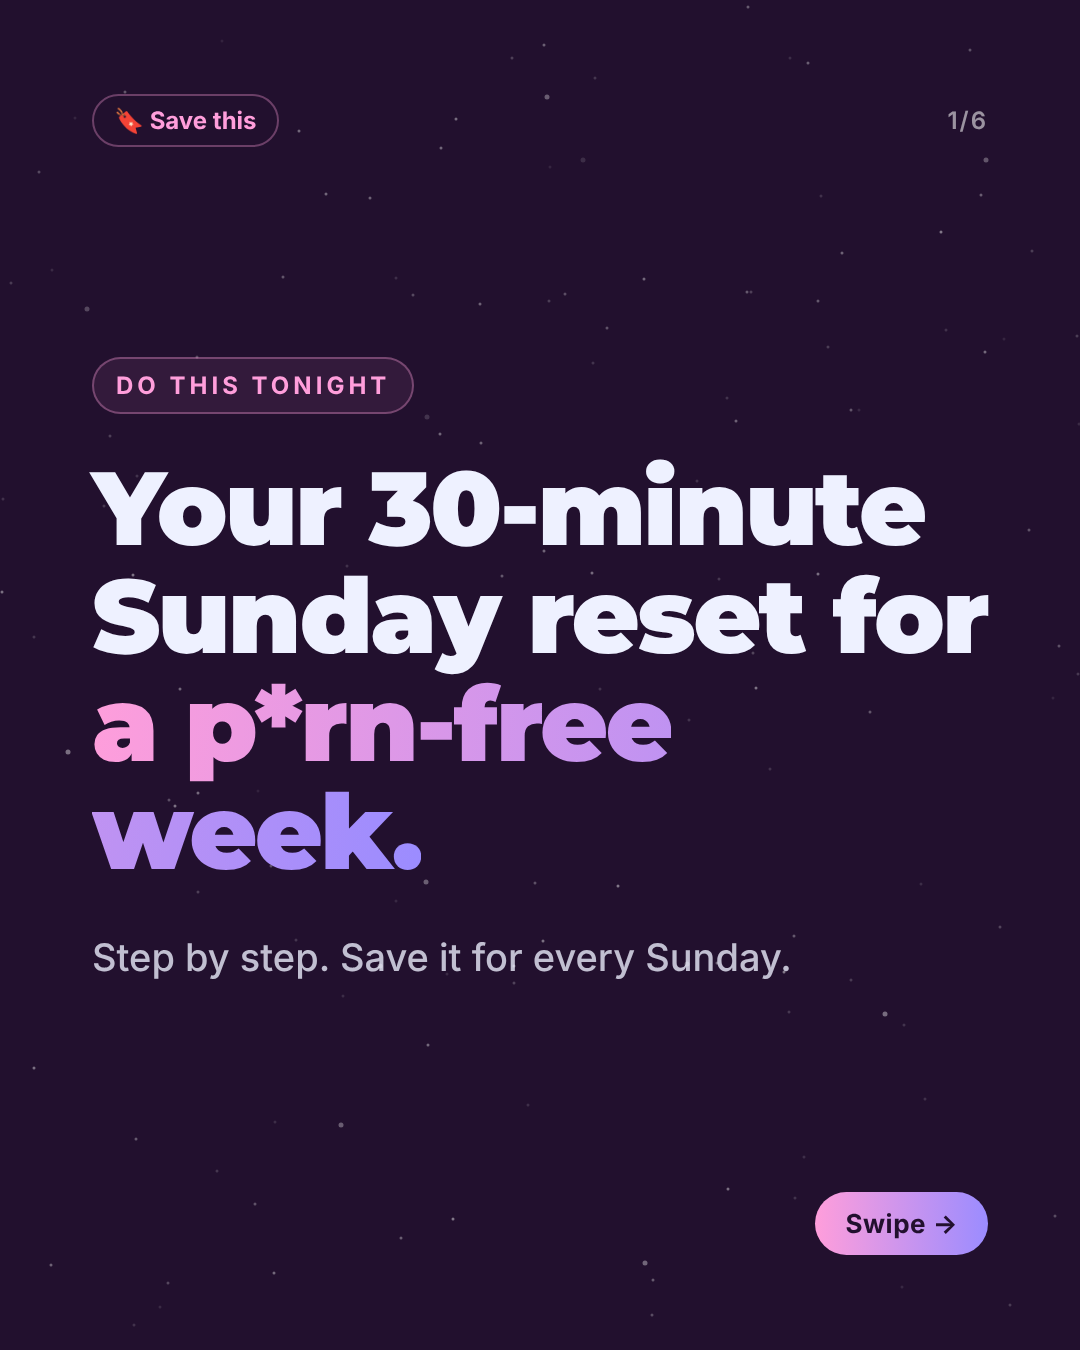 🔖 Save this
1/6
DO THIS TONIGHT
Your 30-minute
Sunday reset for
a p*rn-free
week.
Step by step. Save it for every Sunday.
Swipe →